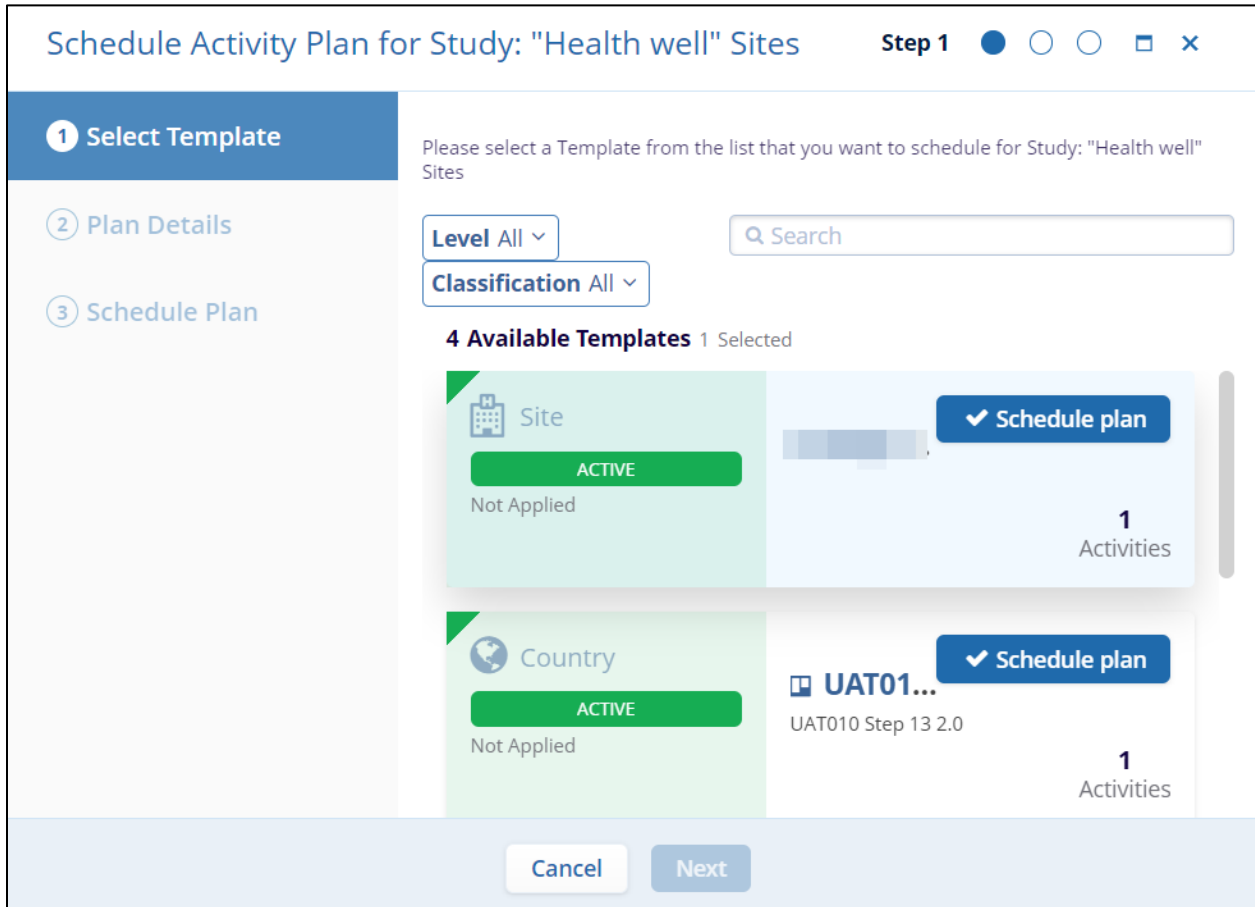 Schedule Activity Plan for Study: "Health well" Sites
Step 1
1 Select Template
2 Plan Details
3 Schedule Plan
Please select a Template from the list that you want to schedule for Study: "Health well"
Sites
Level All
Search
Classification All
4 Available Templates 1 Selected
Site
ACTIVE
Not Applied
Schedule plan
1
Activities
Country
ACTIVE
Not Applied
Schedule plan
UAT01...
UAT010 Step 13 2.0
1
Activities
Cancel
Next